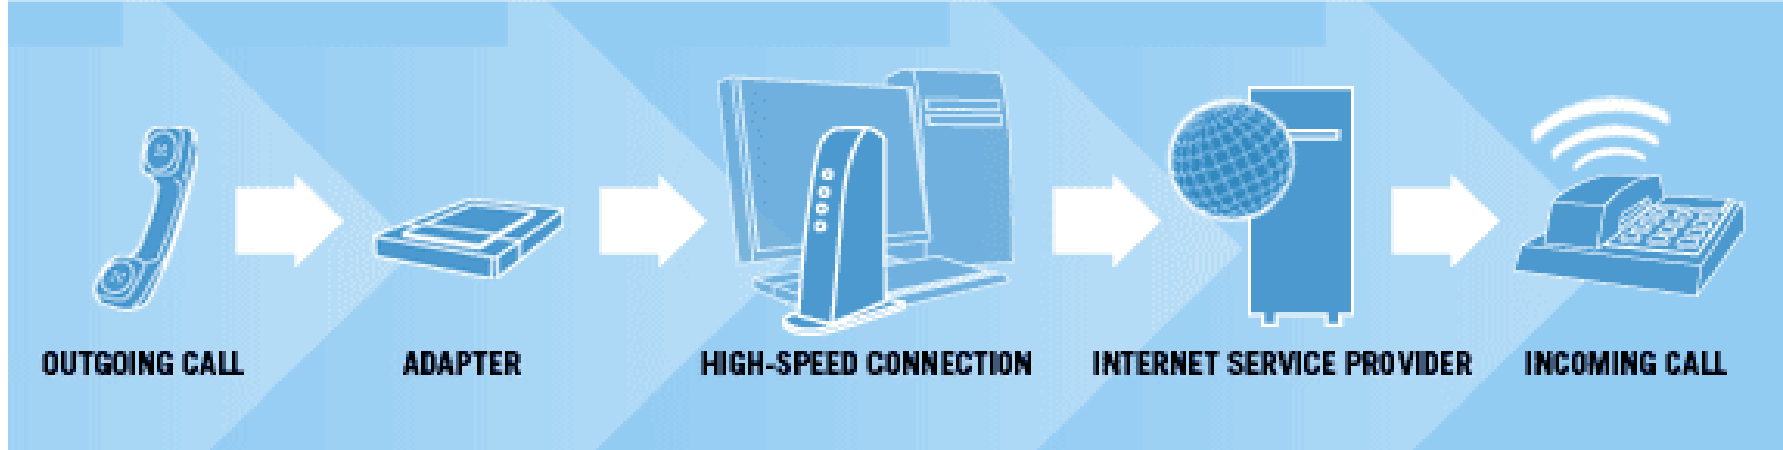 OUTGOING CALL
ADAPTER
HIGH-SPEED CONNECTION
INTERNET SERVICE PROVIDER
INCOMING CALL